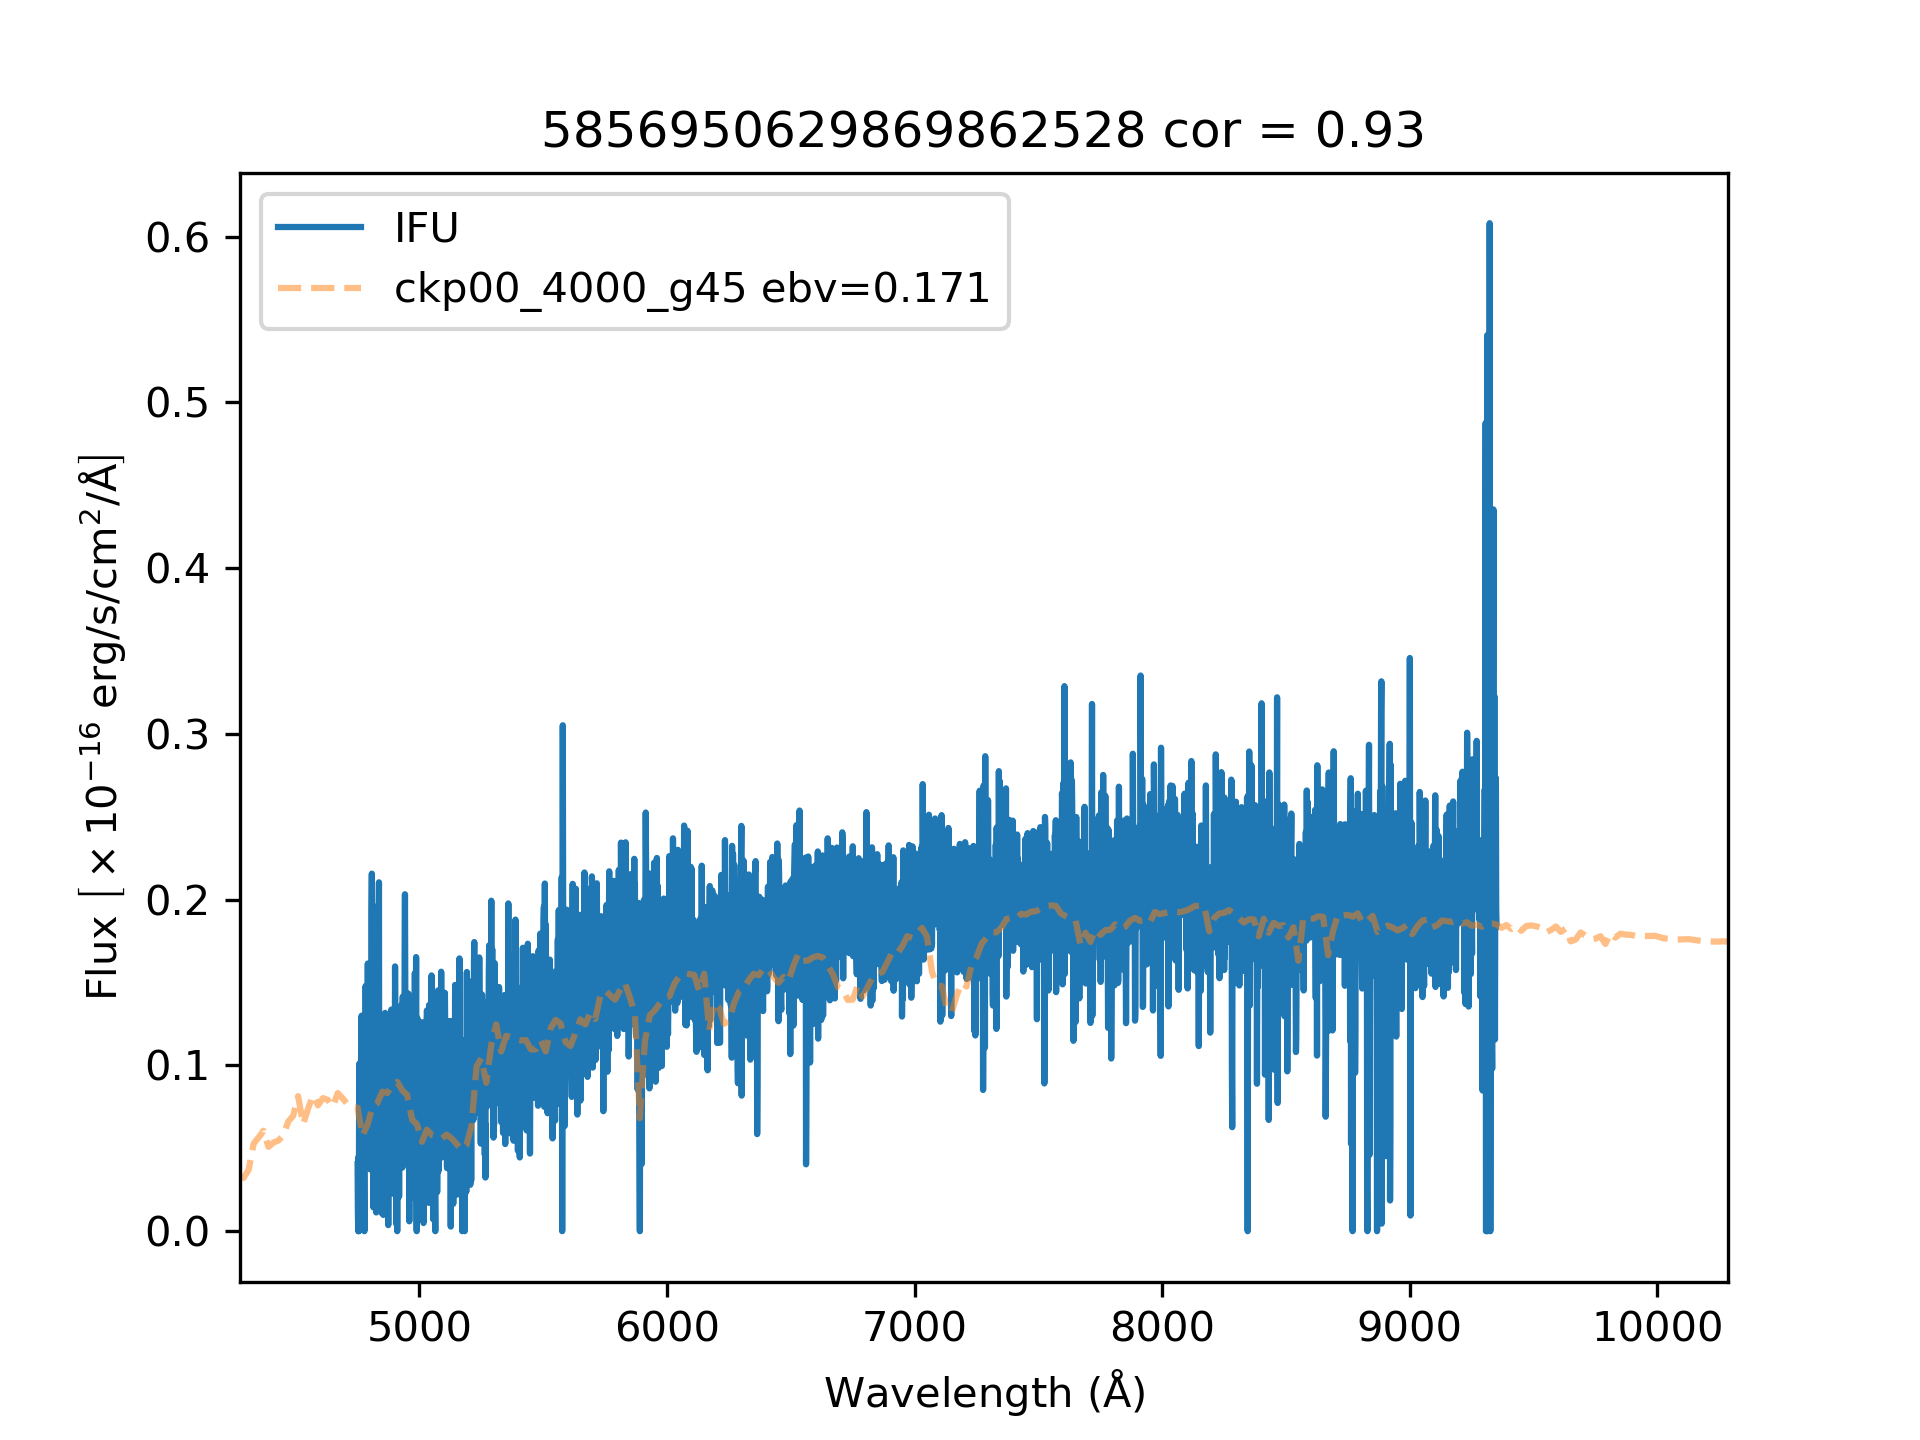 5856950629869862528 cor = 0.93
IFU
ckp00_4000_g45 ebv=0.171
0.6
0.5
0.4
0.3
0.2
0.1
0.0
Flux [ × 10⁻¹⁶ erg/s/cm²/Å]
5000 6000 7000 8000 9000 10000
Wavelength (Å)